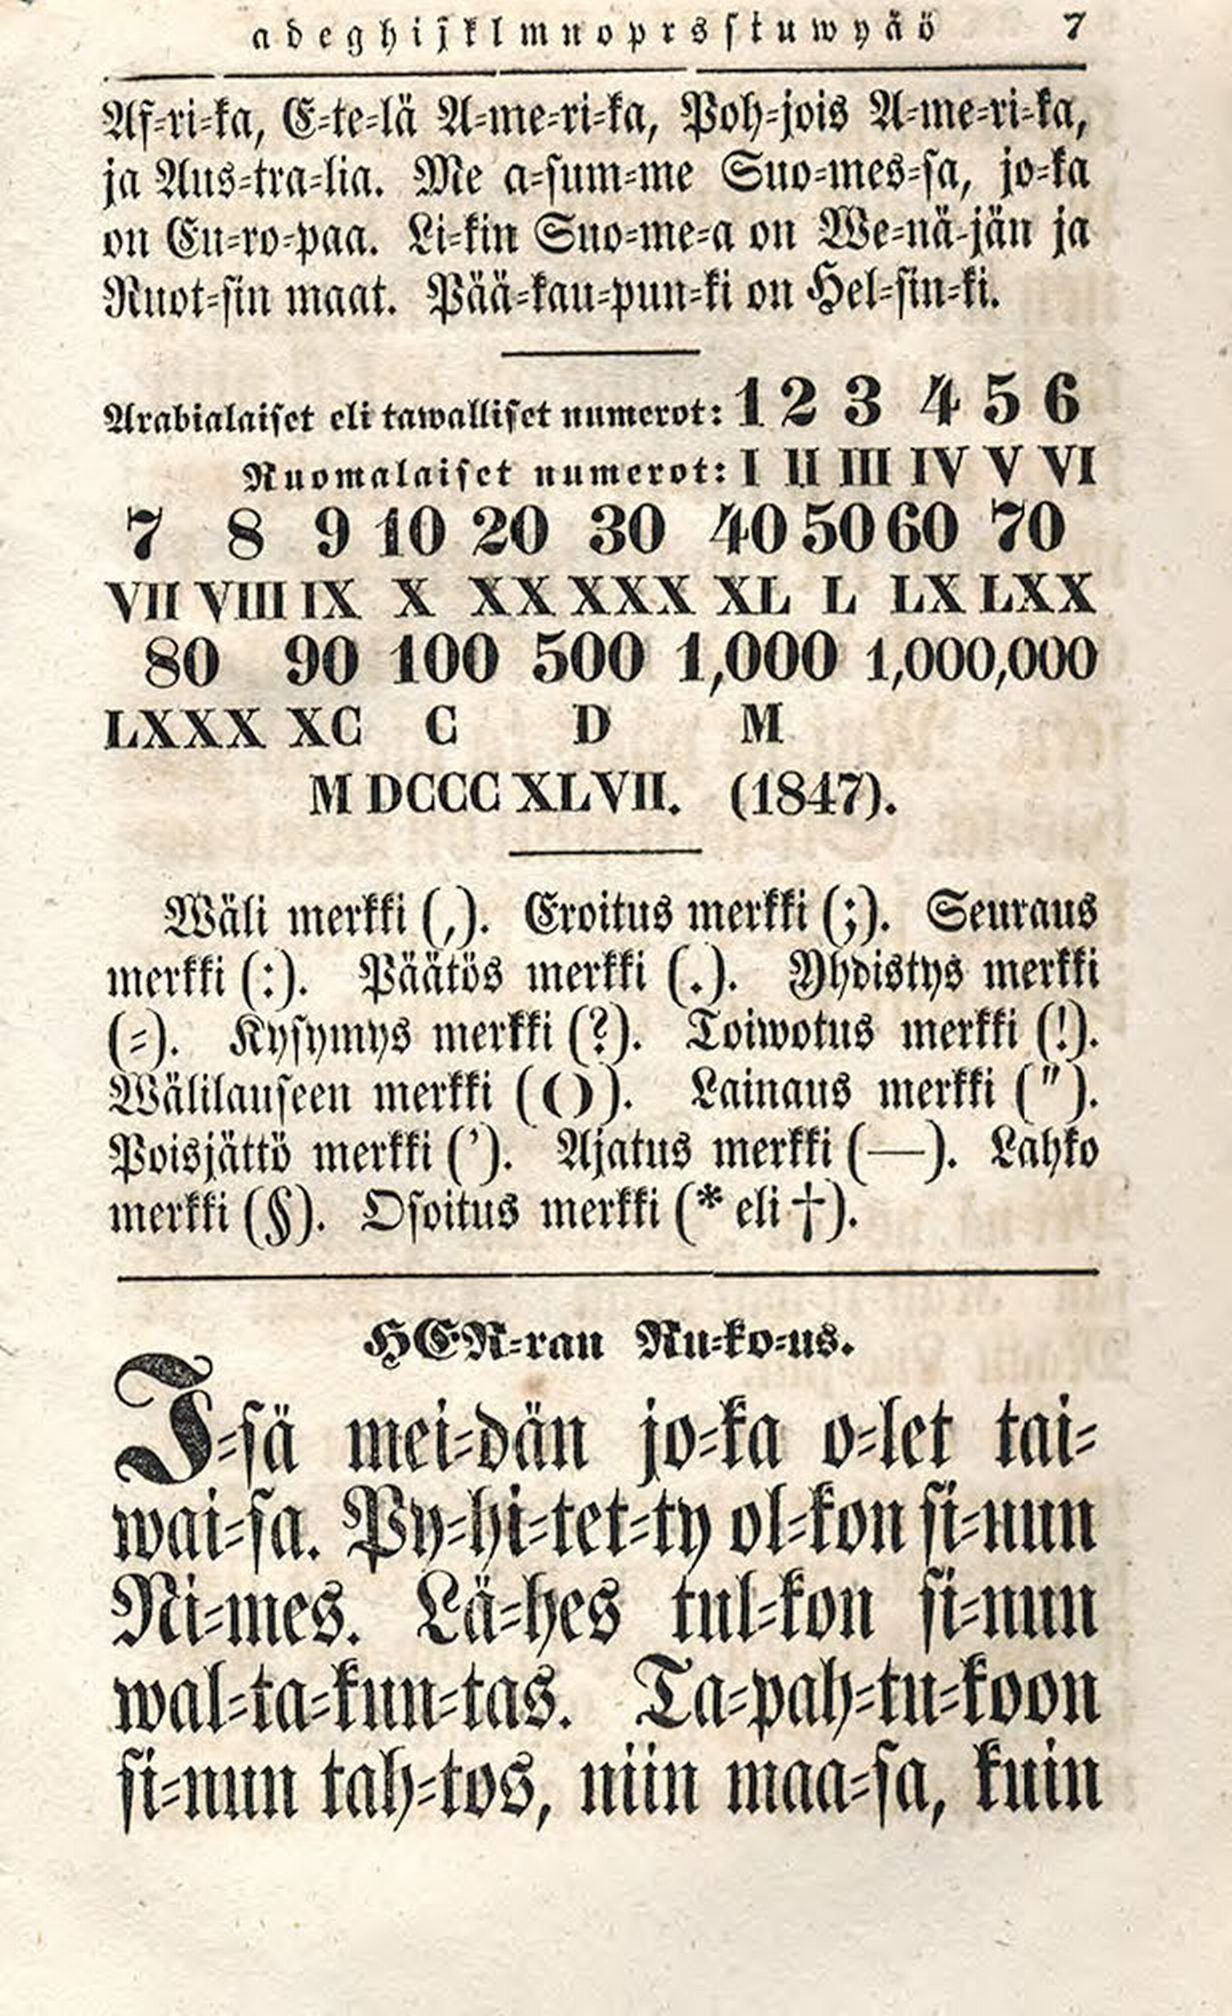 a d e g h i j k l m n o p r s ſ t u w y ä ö 7
Af⸗ri⸗ka, E⸗te⸗lä A⸗me⸗ri⸗ka, Poh⸗jois A⸗me⸗ri⸗ka,
ja Aus⸗tra⸗lia. Me a⸗ſum⸗me Suo⸗mes⸗ſa, jo⸗ka
on Eu⸗ro⸗paa. Li⸗kin Suo⸗me⸗a on We⸗nä⸗jän ja
Ruot⸗ſin maat. Pää⸗kau⸗pun⸗ki on Hel⸗ſin⸗ki.
Arabialaiſet eli tawalliſet numerot: 1 2 3 4 5 6
Ruomalaiſet numerot: I II III IV V VI
7 8 9 10 20 30 40 50 60 70
VII VIII IX X XX XXX XL L LX LXX
80 90 100 500 1,000 1,000,000
LXXX XC C D M
M DCCC XLVII. (1847).
Wäli merkki (,). Eroitus merkki (;). Seuraus
merkki (:). Päätös merkki (.). Yhdistys merkki
(⸗). Kyſymys merkki (?). Toiwotus merkki (!).
Wälilauſeen merkki ( () ). Lainaus merkki (").
Poisjättö merkki (’). Ajatus merkki (—). Lahko
merkki (§). Oſoitus merkki (* eli †).
HERR⸗ran Ru⸗ko⸗us.
I⸗ſä mei⸗dän jo⸗ka o⸗let tai⸗
wai⸗ſa. Py⸗hi⸗tet⸗ty ol⸗kon ſi⸗nun
Ni⸗mes. Lä⸗hes tul⸗kon ſi⸗nun
wal⸗ta⸗kun⸗tas. Ta⸗pah⸗tu⸗koon
ſi⸗nun tah⸗tos, niin maa⸗ſa, kuin